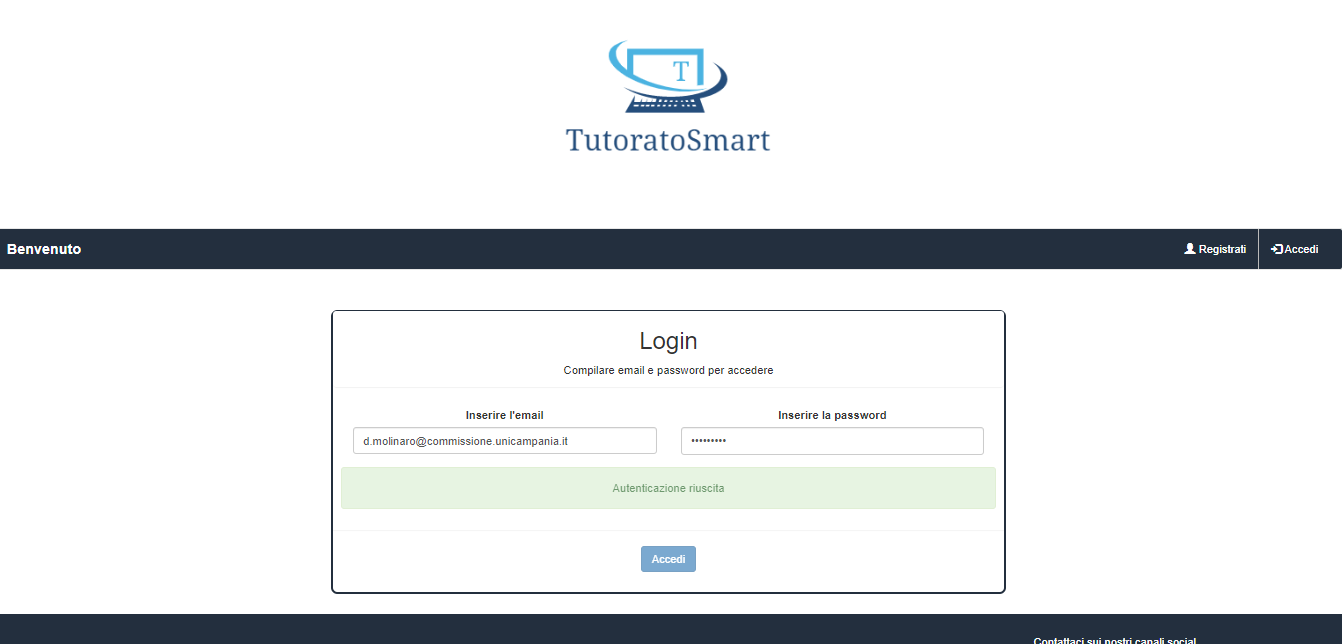 T
TutoratoSmart
Benvenuto
Registrati
Accedi
Login
Compilare email e password per accedere
Inserire l'email
Inserire la password
d.molinaro@commissione.unicampania.it
•••••••••
Autenticazione riuscita
Accedi
Contattaci sui nostri canali social